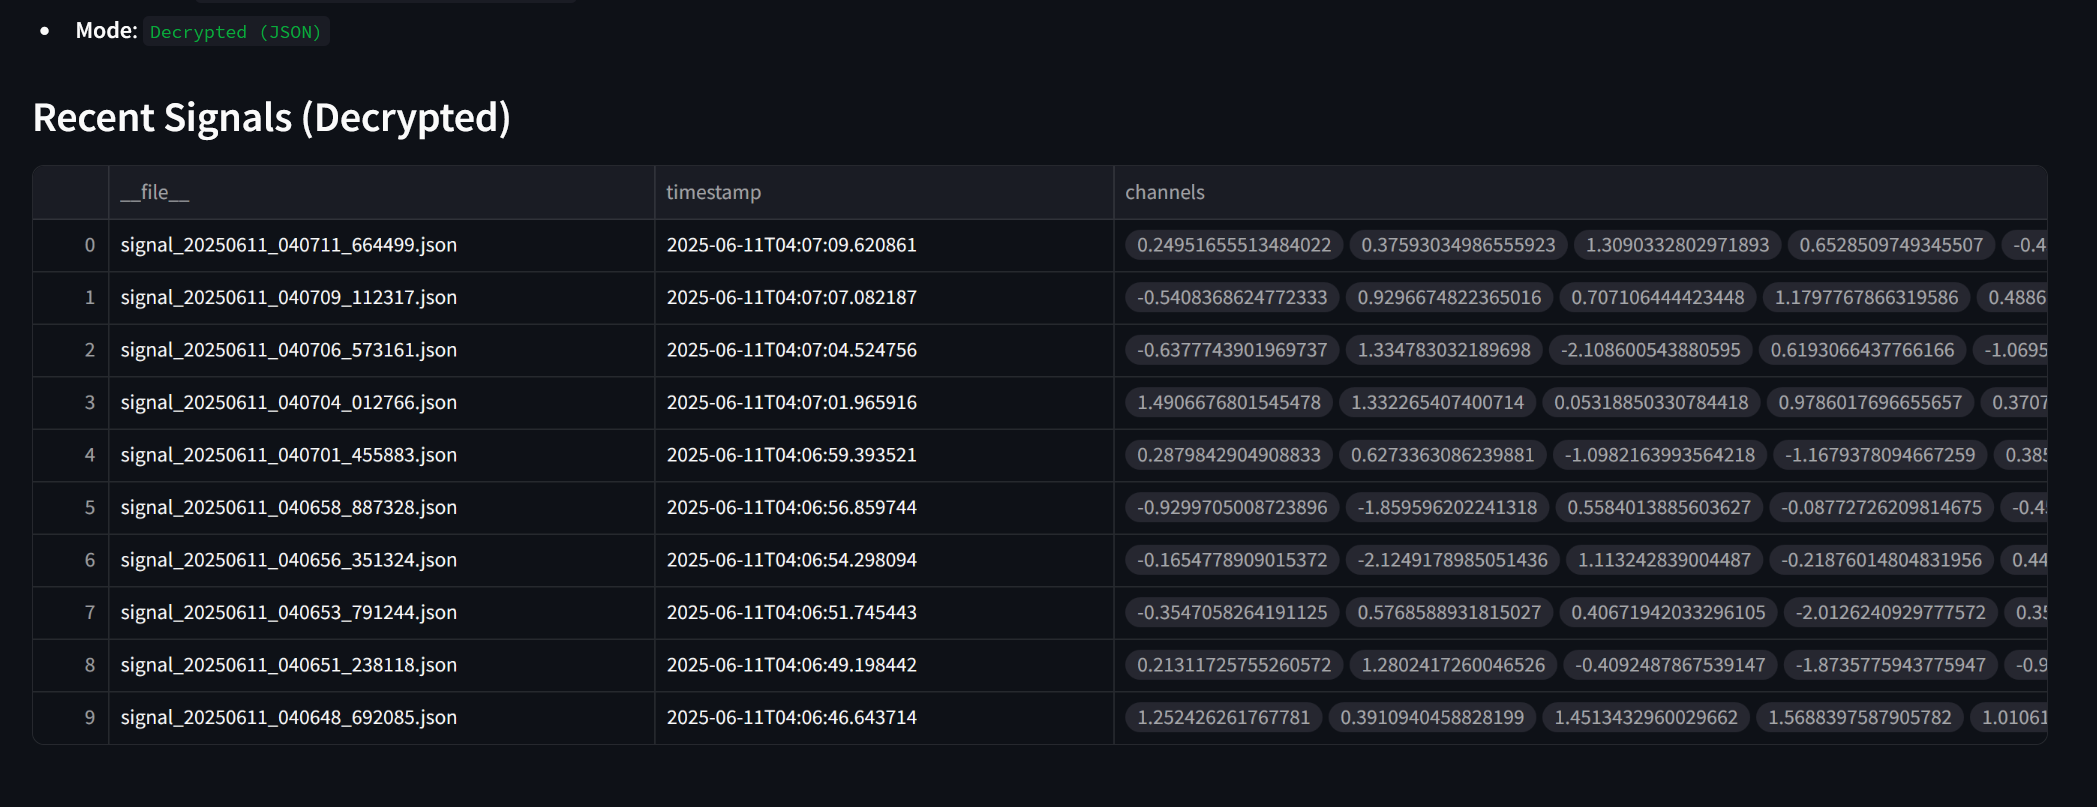 Mode: Decrypted (JSON)
Recent Signals (Decrypted)
__file__ timestamp channels
0 signal_20250611_040711_664499.json 2025-06-11T04:07:09.620861 0.24951655513484022 0.37593034986555923 1.3090332802971893 0.6528509749345507 -0.4
1 signal_20250611_040709_112317.json 2025-06-11T04:07:07.082187 -0.5408368624772333 0.9296674822365016 0.707106444423448 1.1797767866319586 0.4886
2 signal_20250611_040706_573161.json 2025-06-11T04:07:04.524756 -0.6377743901969737 1.334783032189698 -2.108600543880595 0.6193066437766166 -1.0695
3 signal_20250611_040704_012766.json 2025-06-11T04:07:01.965916 1.4906676801545478 1.332265407400714 0.05318850330784418 0.9786017696655657 0.3707
4 signal_20250611_040701_455883.json 2025-06-11T04:06:59.393521 0.2879842904908833 0.6273363086239881 -1.0982163993564218 -1.1679378094667259 0.385
5 signal_20250611_040658_887328.json 2025-06-11T04:06:56.859744 -0.9299705008723896 -1.859596202241318 0.5584013885603627 -0.08772726209814675 -0.4
6 signal_20250611_040656_351324.json 2025-06-11T04:06:54.298094 -0.1654778909015372 -2.1249178985051436 1.113242839004487 -0.21876014804831956 0.44
7 signal_20250611_040653_791244.json 2025-06-11T04:06:51.745443 -0.3547058264191125 0.5768588931815027 0.40671942033296105 -2.0126240929777572 0.35
8 signal_20250611_040651_238118.json 2025-06-11T04:06:49.198442 0.21311725755260572 1.2802417260046526 -0.4092487867539147 -1.8735775943775947 -0.9
9 signal_20250611_040648_692085.json 2025-06-11T04:06:46.643714 1.252426261767781 0.3910940458828199 1.4513432960029662 1.5688397587905782 1.01061